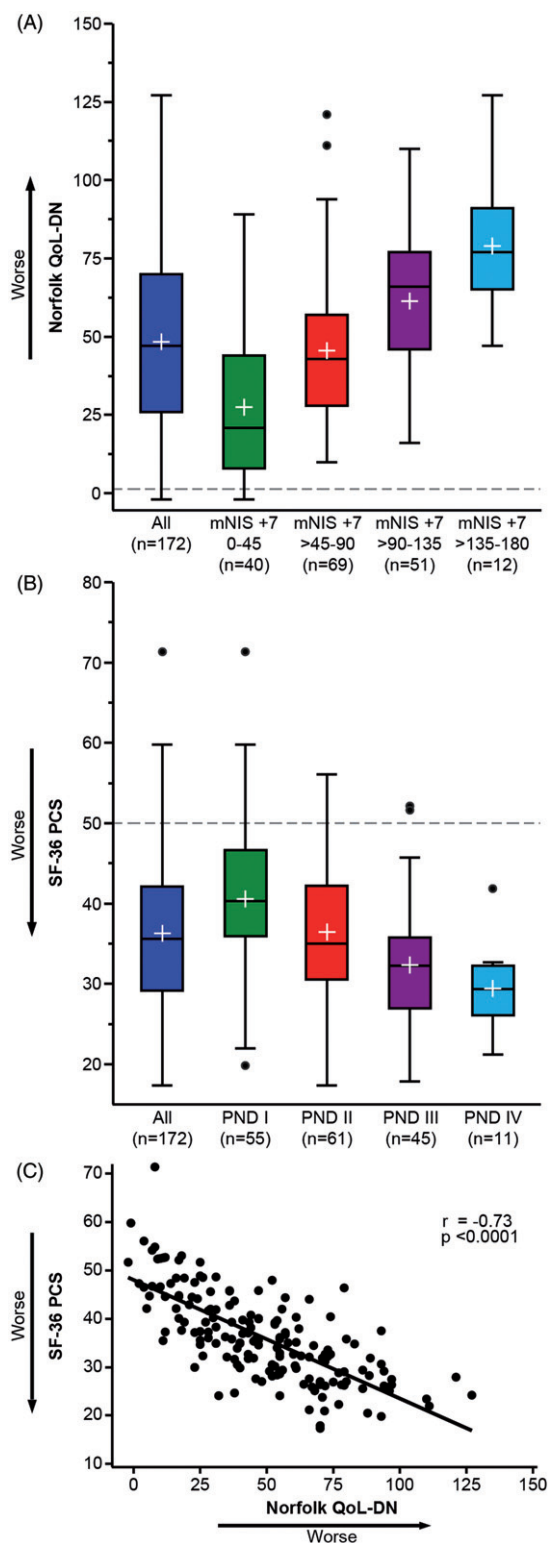 (A)
150
125
100
75
50
25
0
Worse
Norfolk QoL-DN
All
(n=172)
mNIS +7
0-45
(n=40)
mNIS +7
>45-90
(n=69)
mNIS +7
>90-135
(n=51)
mNIS +7
>135-180
(n=12)
(B)
80
70
60
50
40
30
20
Worse
SF-36 PCS
All
(n=172)
PND I
(n=55)
PND II
(n=61)
PND III
(n=45)
PND IV
(n=11)
(C)
70
60
50
40
30
20
10
Worse
SF-36 PCS
r = -0.73
p <0.0001
0
25
50
75
100
125
150
Norfolk QoL-DN
Worse